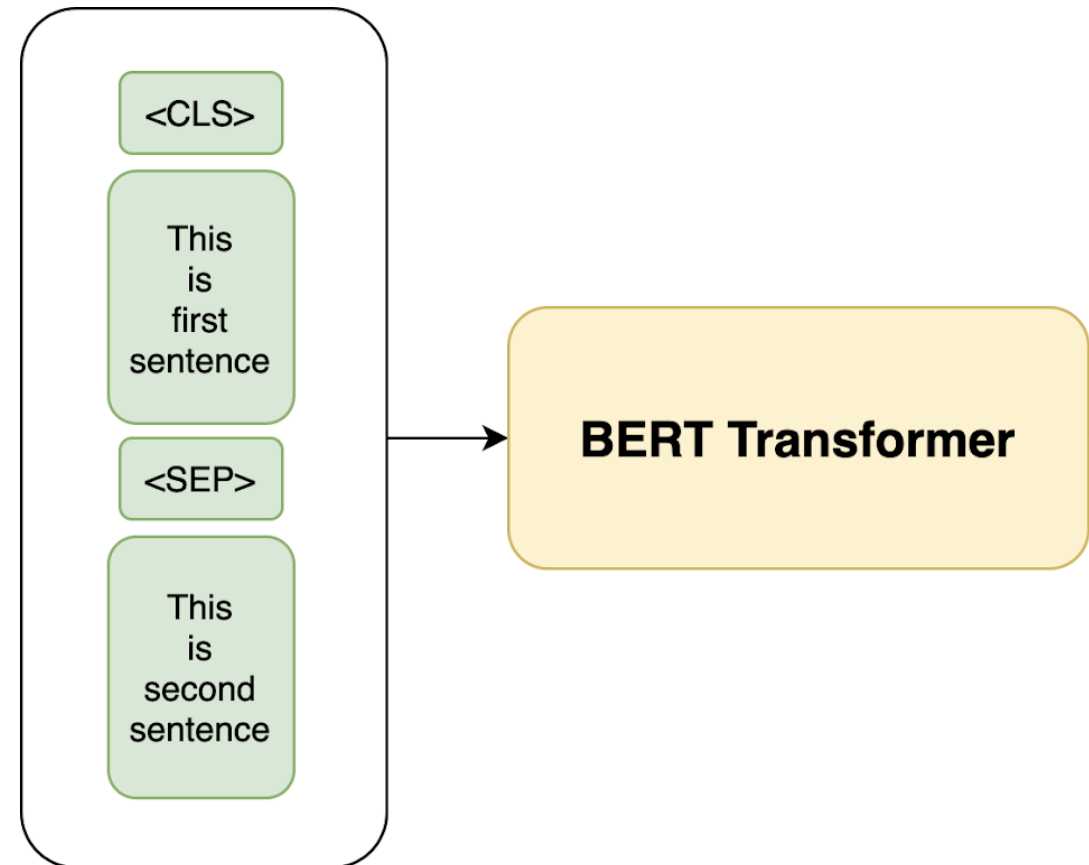 <CLS>
This
is
first
sentence
<SEP>
This
is
second
sentence
BERT Transformer